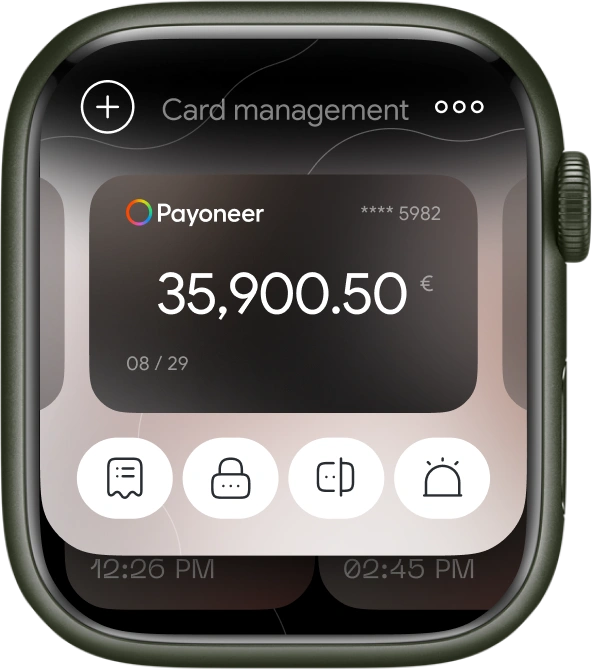 Card management
Payoneer
**** 5982
35,900.50 €
08 / 29
12:26 PM
02:45 PM